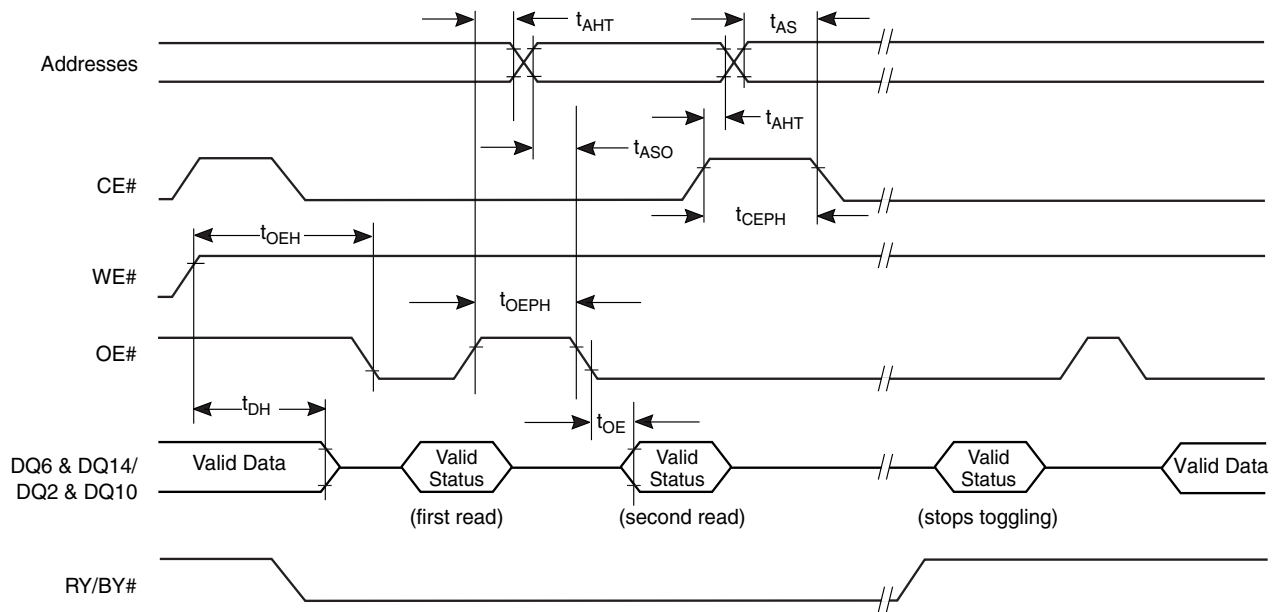 tAHT
tAS
Addresses
tAHT
tASO
CE#
tCEPH
tOEH
WE#
tOEPH
OE#
tDH
tOE
DQ6 & DQ14/
DQ2 & DQ10
Valid Data
Valid
Status
Valid
Status
Valid
Status
Valid Data
(first read)
(second read)
(stops toggling)
RY/BY#